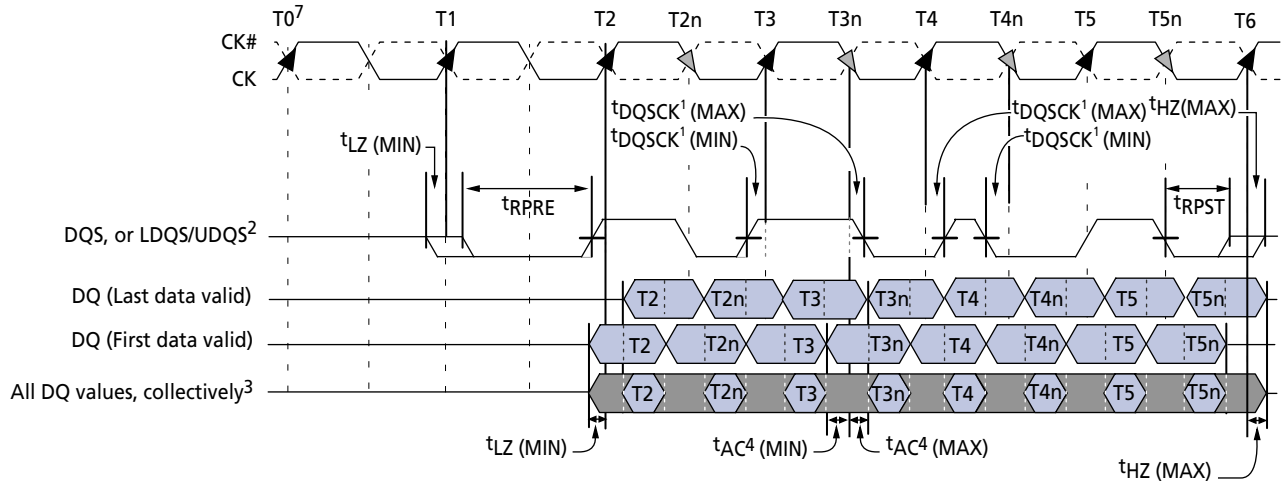 T0⁷ T1 T2 T2n T3 T3n T4 T4n T5 T5n T6
CK#
CK
tDQSCK¹ (MAX) tDQSCK¹ (MAX) tHZ(MAX)
tLZ (MIN) tDQSCK¹ (MIN) tDQSCK¹ (MIN)
tRPRE tRPST
DQS, or LDQS/UDQS²
DQ (Last data valid) T2 T2n T3 T3n T4 T4n T5 T5n
DQ (First data valid) T2 T2n T3 T3n T4 T4n T5 T5n
All DQ values, collectively³ T2 T2n T3 T3n T4 T4n T5 T5n
tLZ (MIN) tAC⁴ (MIN) tAC⁴ (MAX)
tHZ (MAX)